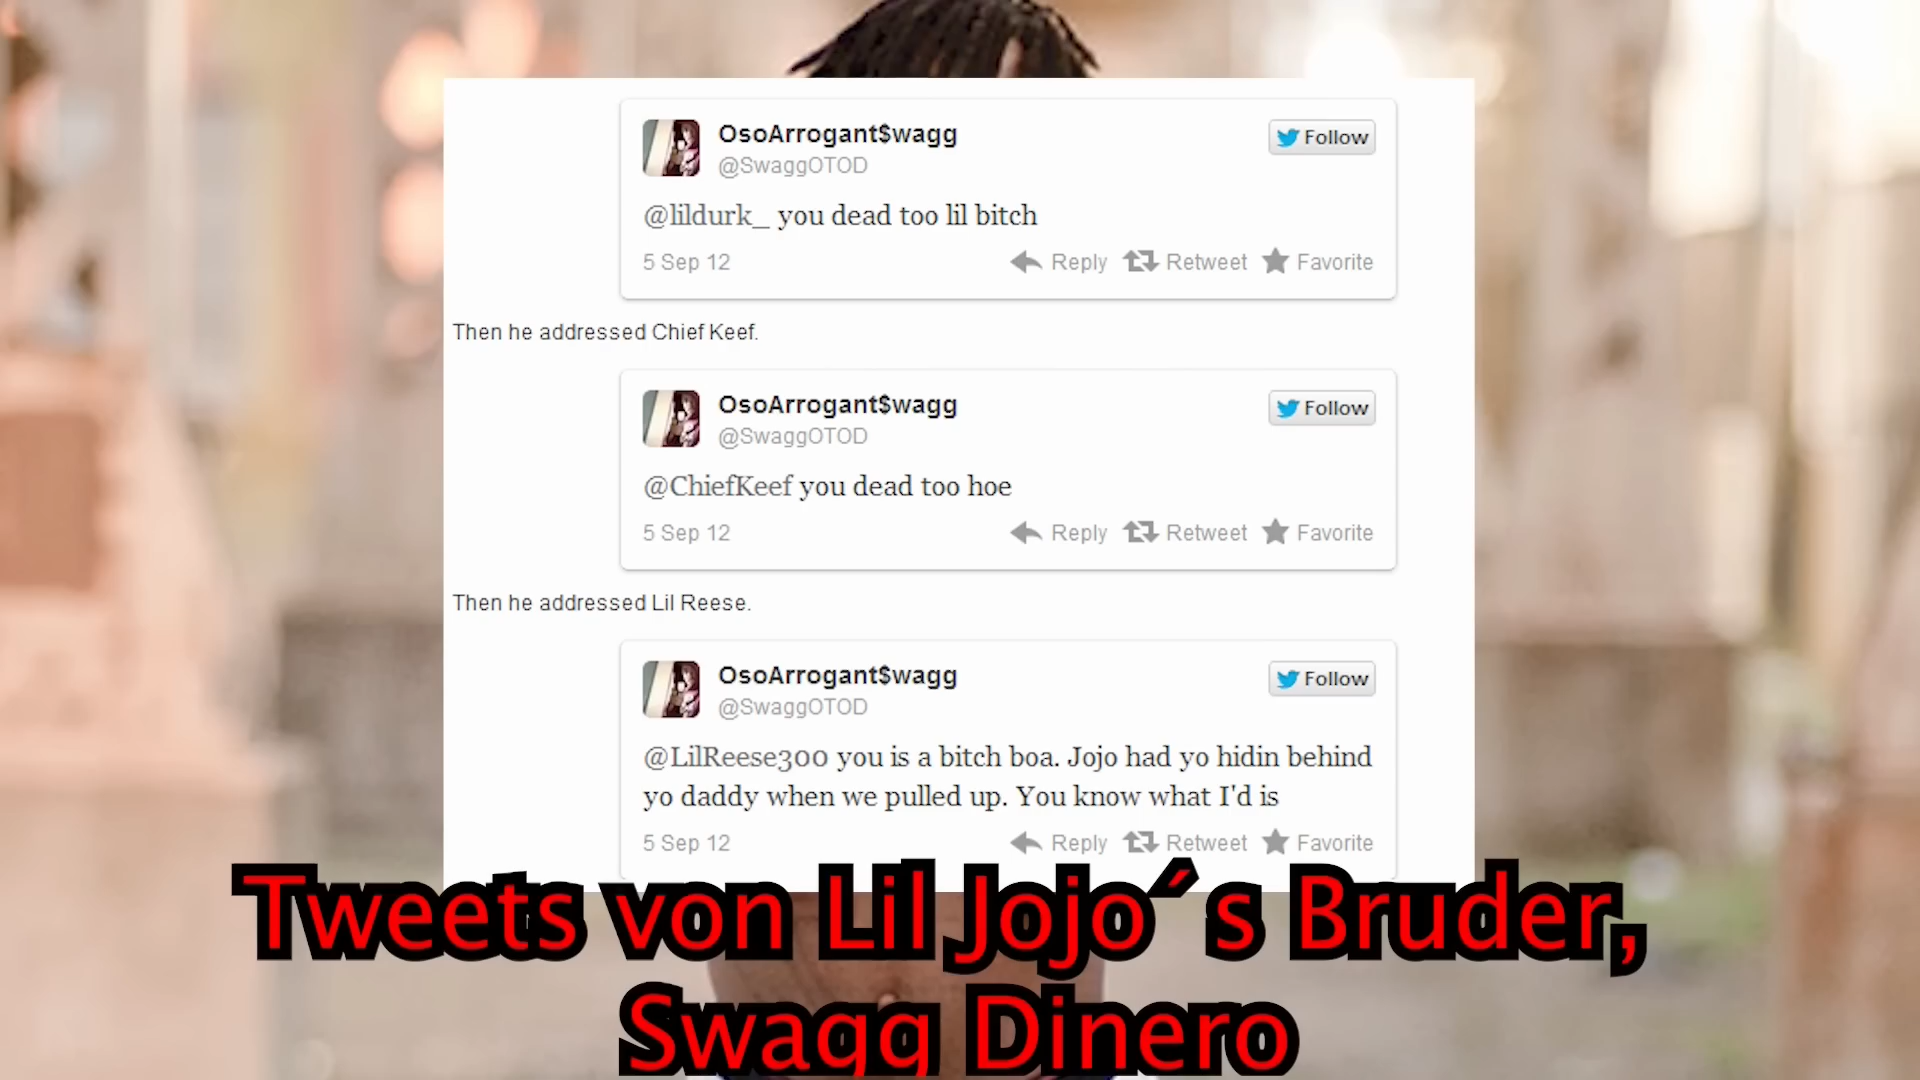 OsoArrogant$wagg
Follow
@SwaggOTOD
@lildurk_ you dead too lil bitch
5 Sep 12 Reply Retweet Favorite
Then he addressed Chief Keef.
OsoArrogant$wagg
Follow
@SwaggOTOD
@ChiefKeef you dead too hoe
5 Sep 12 Reply Retweet Favorite
Then he addressed Lil Reese.
OsoArrogant$wagg
Follow
@SwaggOTOD
@LilReese300 you is a bitch boa. Jojo had yo hidin behind
yo daddy when we pulled up. You know what I'd is
5 Sep 12 Reply Retweet Favorite
Tweets von Lil Jojo´s Bruder,
Swagg Dinero